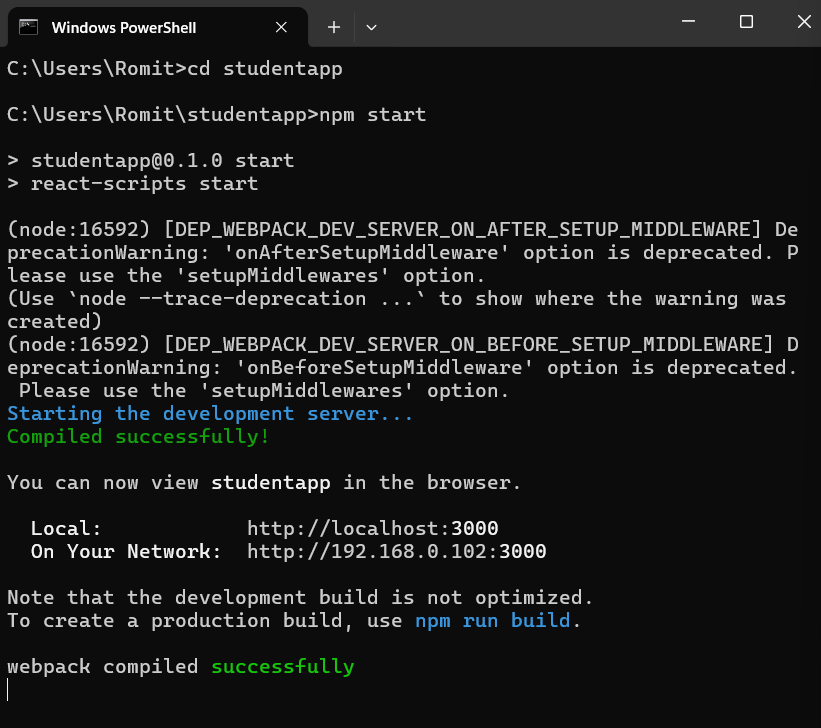 Windows PowerShell
C:\Users\Romit>cd studentapp
C:\Users\Romit\studentapp>npm start
> studentapp@0.1.0 start
> react-scripts start
(node:16592) [DEP_WEBPACK_DEV_SERVER_ON_AFTER_SETUP_MIDDLEWARE] De
precationWarning: 'onAfterSetupMiddleware' option is deprecated. P
lease use the 'setupMiddlewares' option.
(Use `node --trace-deprecation ...` to show where the warning was
created)
(node:16592) [DEP_WEBPACK_DEV_SERVER_ON_BEFORE_SETUP_MIDDLEWARE] D
eprecationWarning: 'onBeforeSetupMiddleware' option is deprecated.
 Please use the 'setupMiddlewares' option.
Starting the development server...
Compiled successfully!
You can now view studentapp in the browser.
  Local:            http://localhost:3000
  On Your Network:  http://192.168.0.102:3000
Note that the development build is not optimized.
To create a production build, use npm run build.
webpack compiled successfully